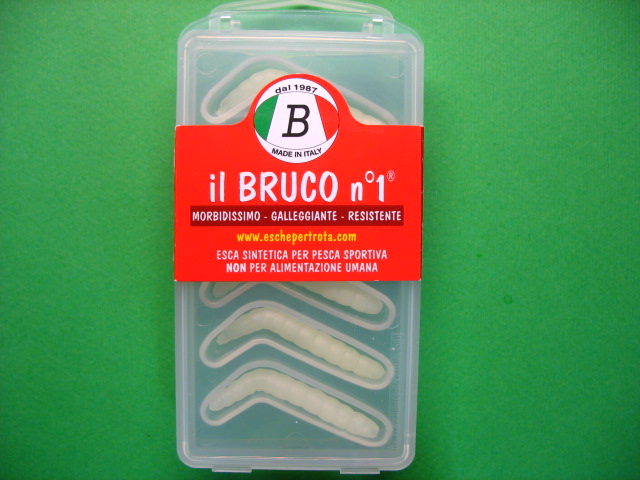 dal 1987
B
MADE IN ITALY
il BRUCO n°1®
MORBIDISSIMO - GALLEGGIANTE - RESISTENTE
www.eschepertrota.com
ESCA SINTETICA PER PESCA SPORTIVA
NON PER ALIMENTAZIONE UMANA